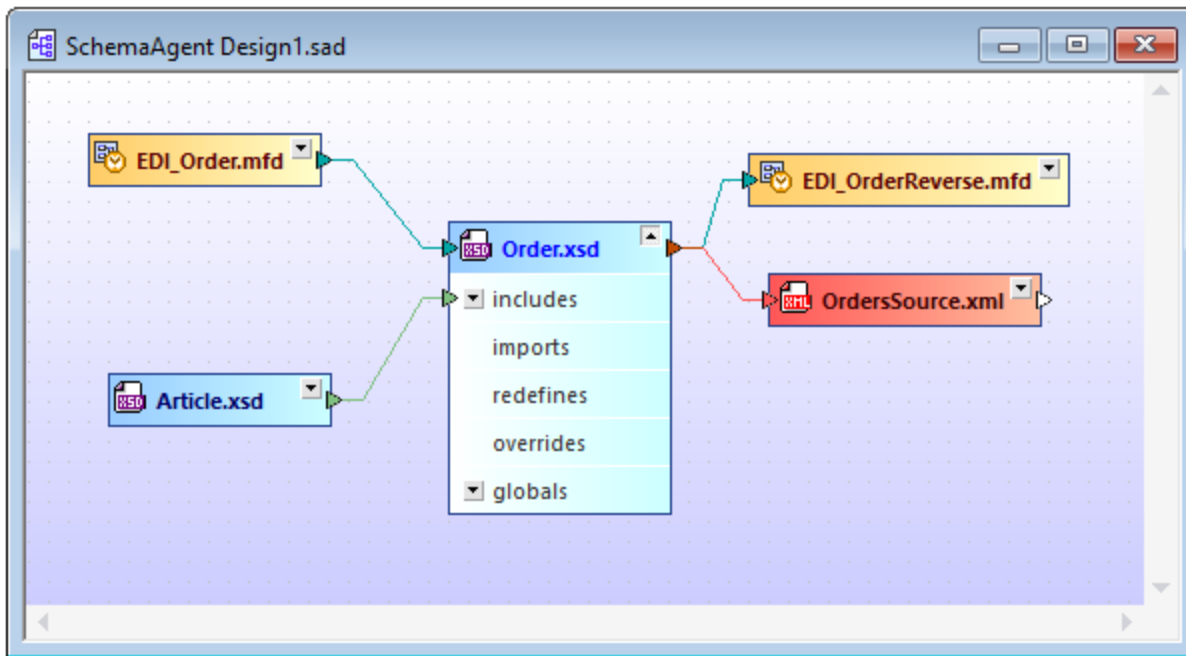 SchemaAgent Design1.sad
EDI_Order.mfd
EDI_OrderReverse.mfd
XSD Order.xsd
XML OrdersSource.xml
includes
imports
XSD Article.xsd
redefines
overrides
globals